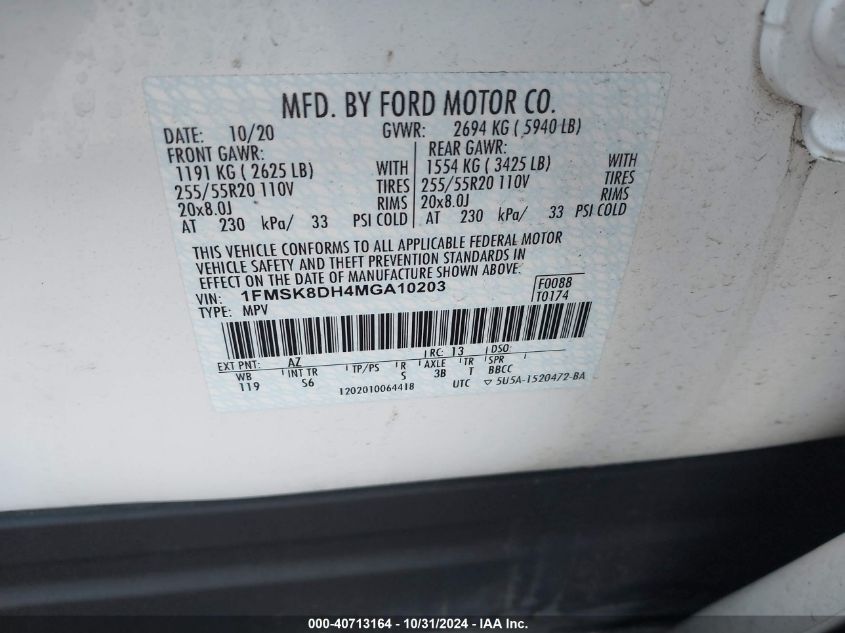 MFD. BY FORD MOTOR CO.
DATE: 10/20 GVWR: 2694 KG ( 5940 LB)
FRONT GAWR: REAR GAWR:
1191 KG ( 2625 LB) WITH 1554 KG ( 3425 LB) WITH
255/55R20 110V TIRES 255/55R20 110V TIRES
20x8.0J RIMS 20x8.0J RIMS
AT 230 kPa/ 33 PSI COLD AT 230 kPa/ 33 PSI COLD
THIS VEHICLE CONFORMS TO ALL APPLICABLE FEDERAL MOTOR
VEHICLE SAFETY AND THEFT PREVENTION STANDARDS IN
EFFECT ON THE DATE OF MANUFACTURE SHOWN ABOVE.
VIN: 1FMSK8DH4MGA10203 F0088
TYPE: MPV T0174
EXT PNT: AZ RC: 13 DSO:
WB INT TR TP/PS R AXLE TR SPR
119 S6 S 3B T BBCC
1202010064418 UTC ▽ 5U5A-1520472-BA
000-40713164 - 10/31/2024 - IAA Inc.